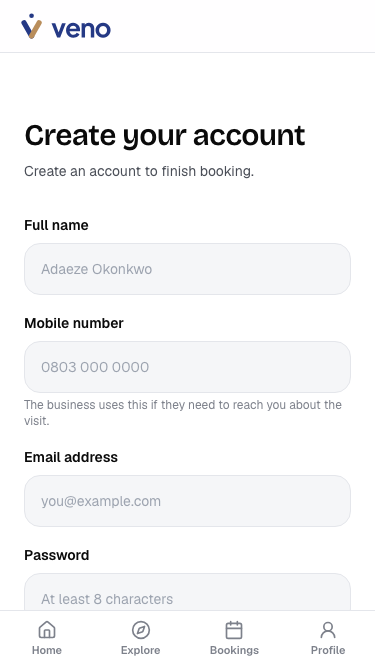 veno
Create your account
Create an account to finish booking.
Full name
Adaeze Okonkwo
Mobile number
0803 000 0000
The business uses this if they need to reach you about the
visit.
Email address
you@example.com
Password
At least 8 characters
Home
Explore
Bookings
Profile